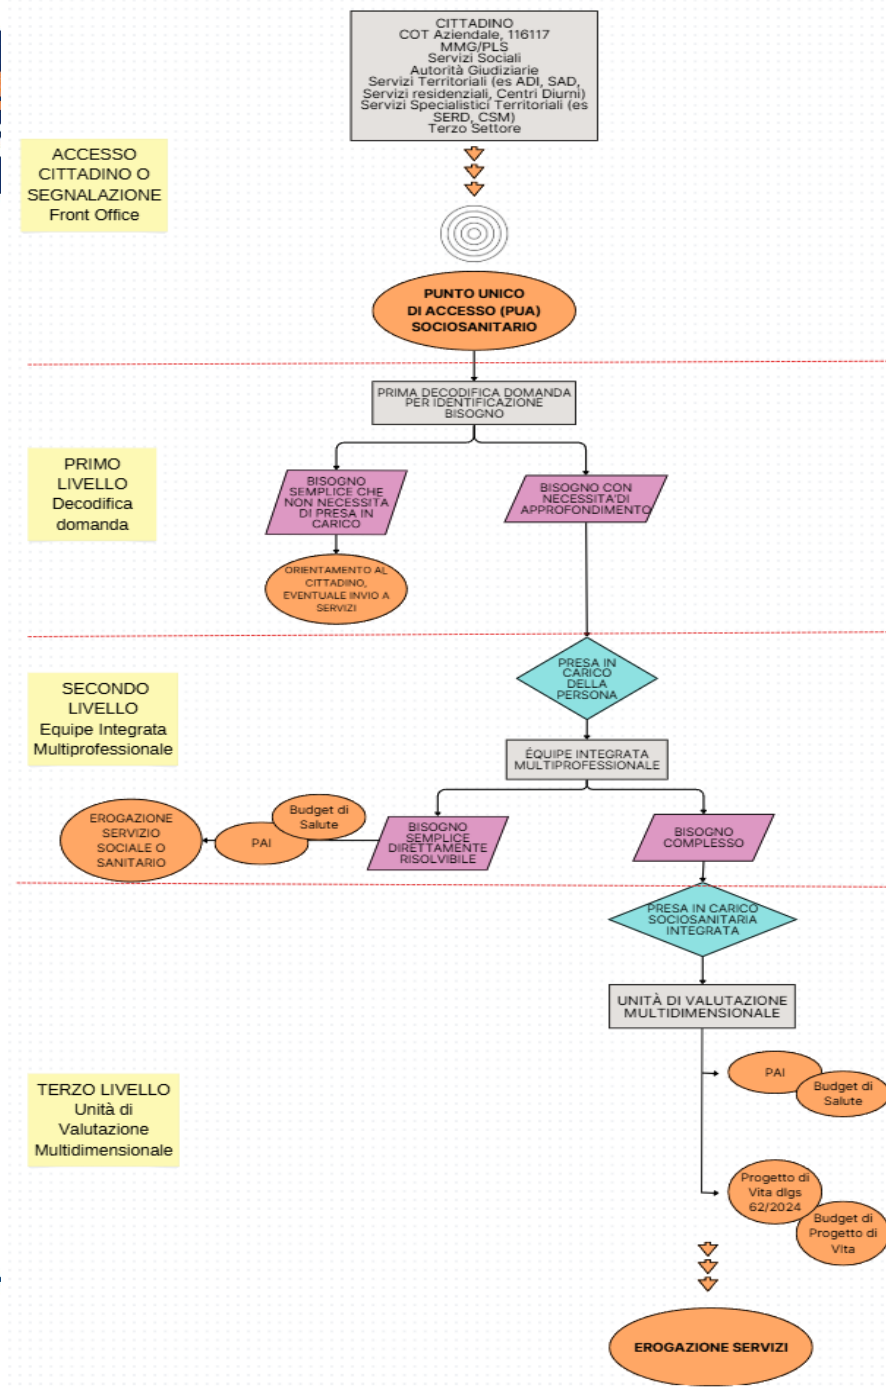 CITTADINO
COT Aziendale, 116117
MMG/PLS
Servizi Sociali
Autorità Giudiziarie
Servizi Territoriali (es ADI, SAD,
Servizi residenziali, Centri Diurni)
Servizi Specialistici Territoriali (es
SERD, CSM)
Terzo Settore
ACCESSO
CITTADINO O
SEGNALAZIONE
Front Office
PUNTO UNICO
DI ACCESSO (PUA)
SOCIOSANITARIO
PRIMA DECODIFICA DOMANDA
PER IDENTIFICAZIONE
BISOGNO
PRIMO
LIVELLO
Decodifica
domanda
BISOGNO
SEMPLICE CHE
NON NECESSITA
DI PRESA IN
CARICO
BISOGNO CON
NECESSITA'DI
APPROFONDIMENTO
ORIENTAMENTO AL
CITTADINO,
EVENTUALE INVIO A
SERVIZI
PRESA IN
CARICO
DELLA
PERSONA
SECONDO
LIVELLO
Equipe Integrata
Multiprofessionale
ÉQUIPE INTEGRATA
MULTIPROFESSIONALE
EROGAZIONE
SERVIZIO
SOCIALE O
SANITARIO
PAI
Budget di
Salute
BISOGNO
SEMPLICE
DIRETTAMENTE
RISOLVIBILE
BISOGNO
COMPLESSO
PRESA IN CARICO
SOCIOSANITARIA
INTEGRATA
UNITÀ DI VALUTAZIONE
MULTIDIMENSIONALE
TERZO LIVELLO
Unità di
Valutazione
Multidimensionale
PAI
Budget di
Salute
Progetto di
Vita dlgs
62/2024
Budget di
Progetto di
Vita
EROGAZIONE SERVIZI